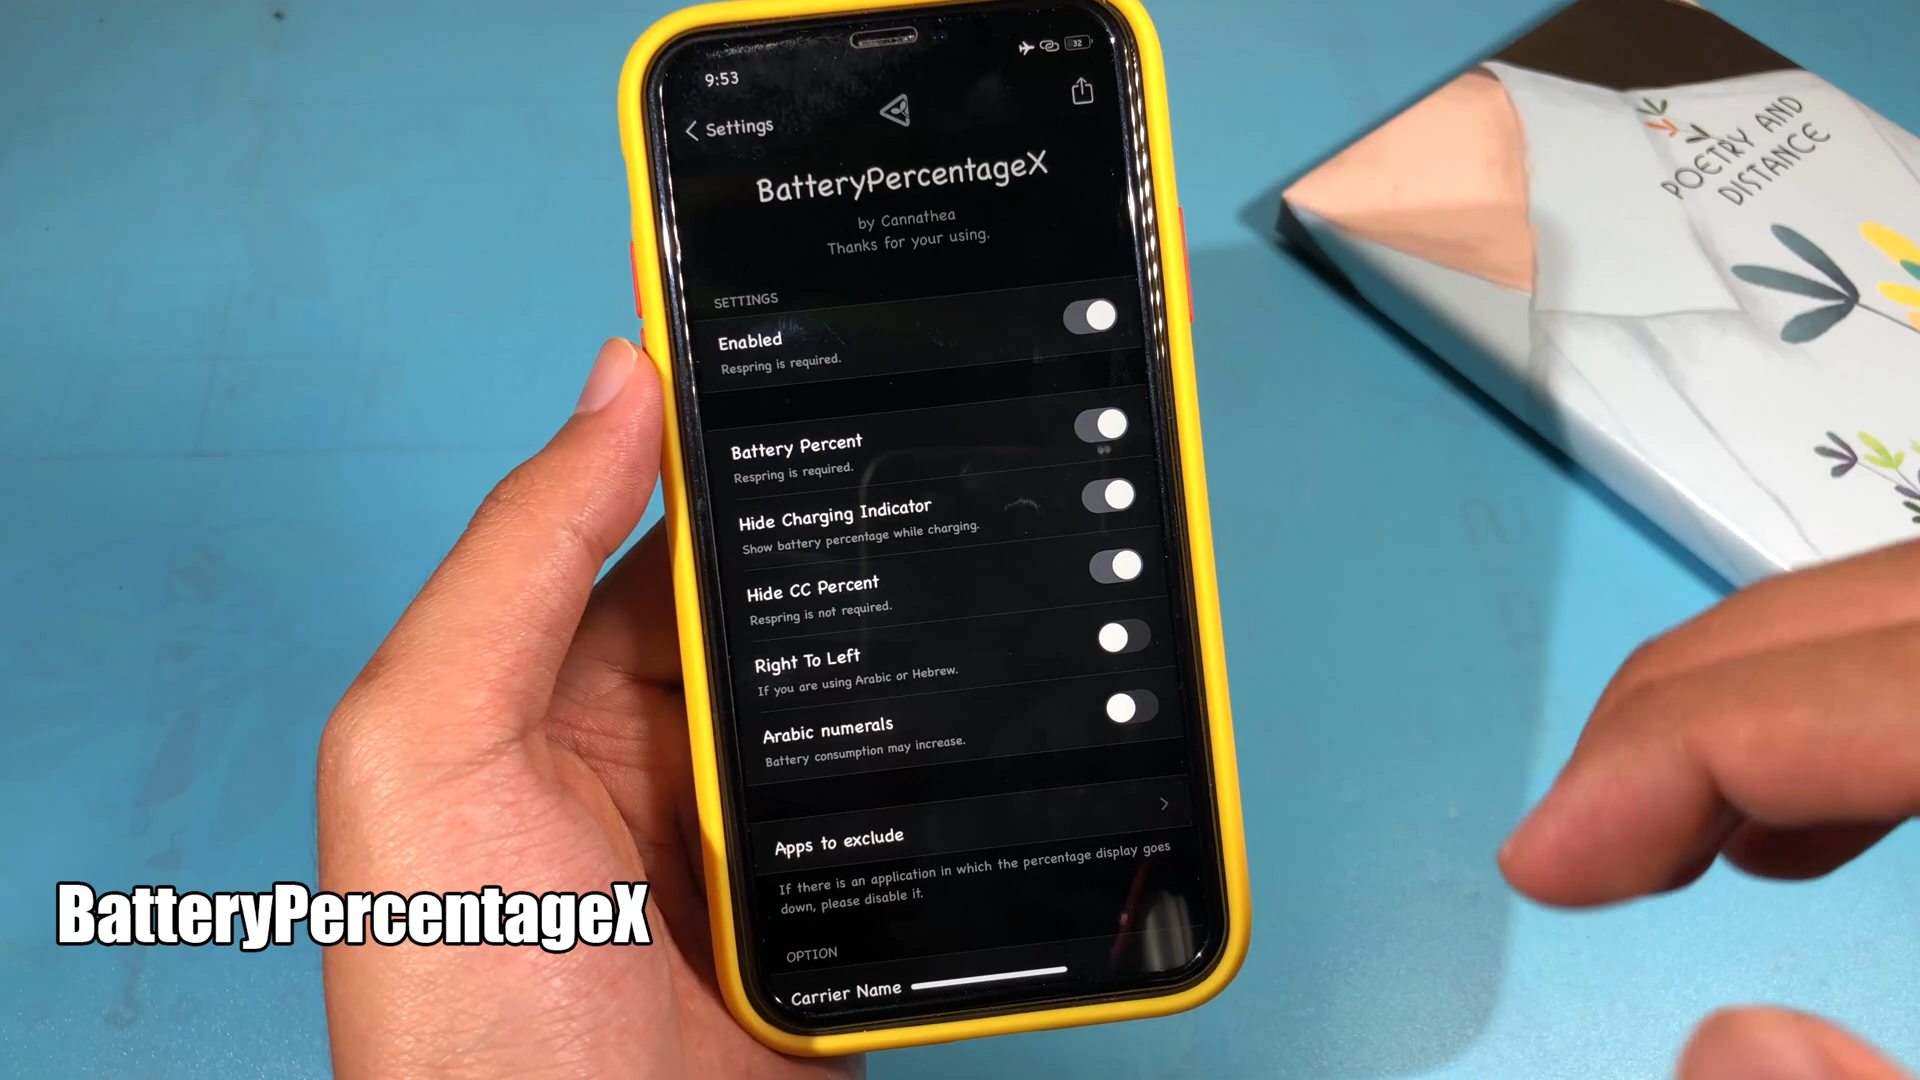 9:53
32
Settings
BatteryPercentageX
by Cannathea
Thanks for your using.
SETTINGS
Enabled
Respring is required.
Battery Percent
Respring is required.
Hide Charging Indicator
Show battery percentage while charging.
Hide CC Percent
Respring is not required.
Right To Left
If you are using Arabic or Hebrew.
Arabic numerals
Battery consumption may increase.
Apps to exclude
If there is an application in which the percentage display goes
down, please disable it.
OPTION
Carrier Name
POETRY AND
DISTANCE
BatteryPercentageX